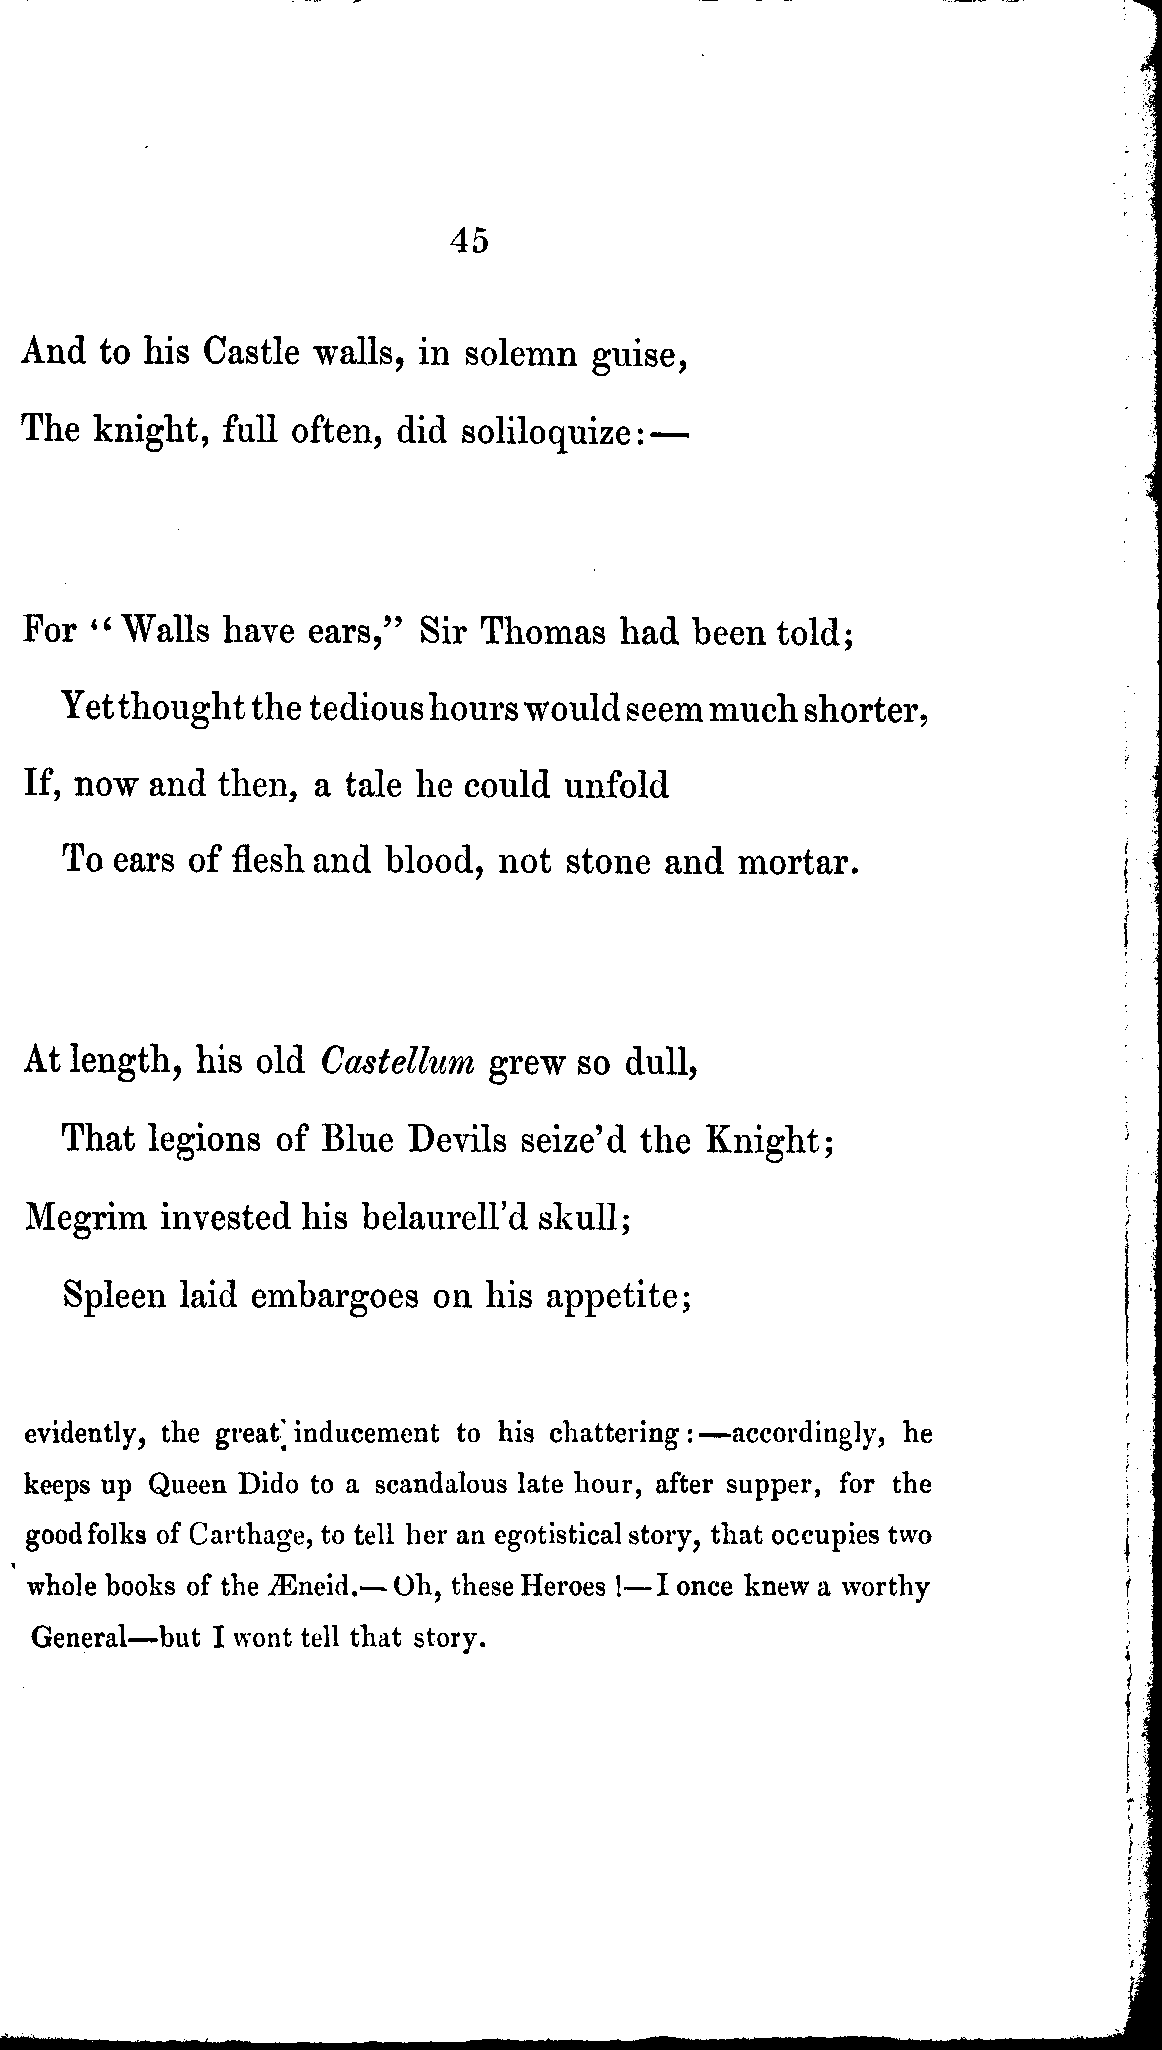 45
And to his Castle walls, in solemn guise,
The knight, full often, did soliloquize:—
For “Walls have ears,” Sir Thomas had been told;
Yet thought the tedious hours would seem much shorter,
If, now and then, a tale he could unfold
To ears of flesh and blood, not stone and mortar.
At length, his old Castellum grew so dull,
That legions of Blue Devils seize’d the Knight;
Megrim invested his belaurell’d skull;
Spleen laid embargoes on his appetite;
evidently, the great inducement to his chattering:—accordingly, he
keeps up Queen Dido to a scandalous late hour, after supper, for the
good folks of Carthage, to tell her an egotistical story, that occupies two
whole books of the Æneid.—Oh, these Heroes!—I once knew a worthy
General—but I wont tell that story.